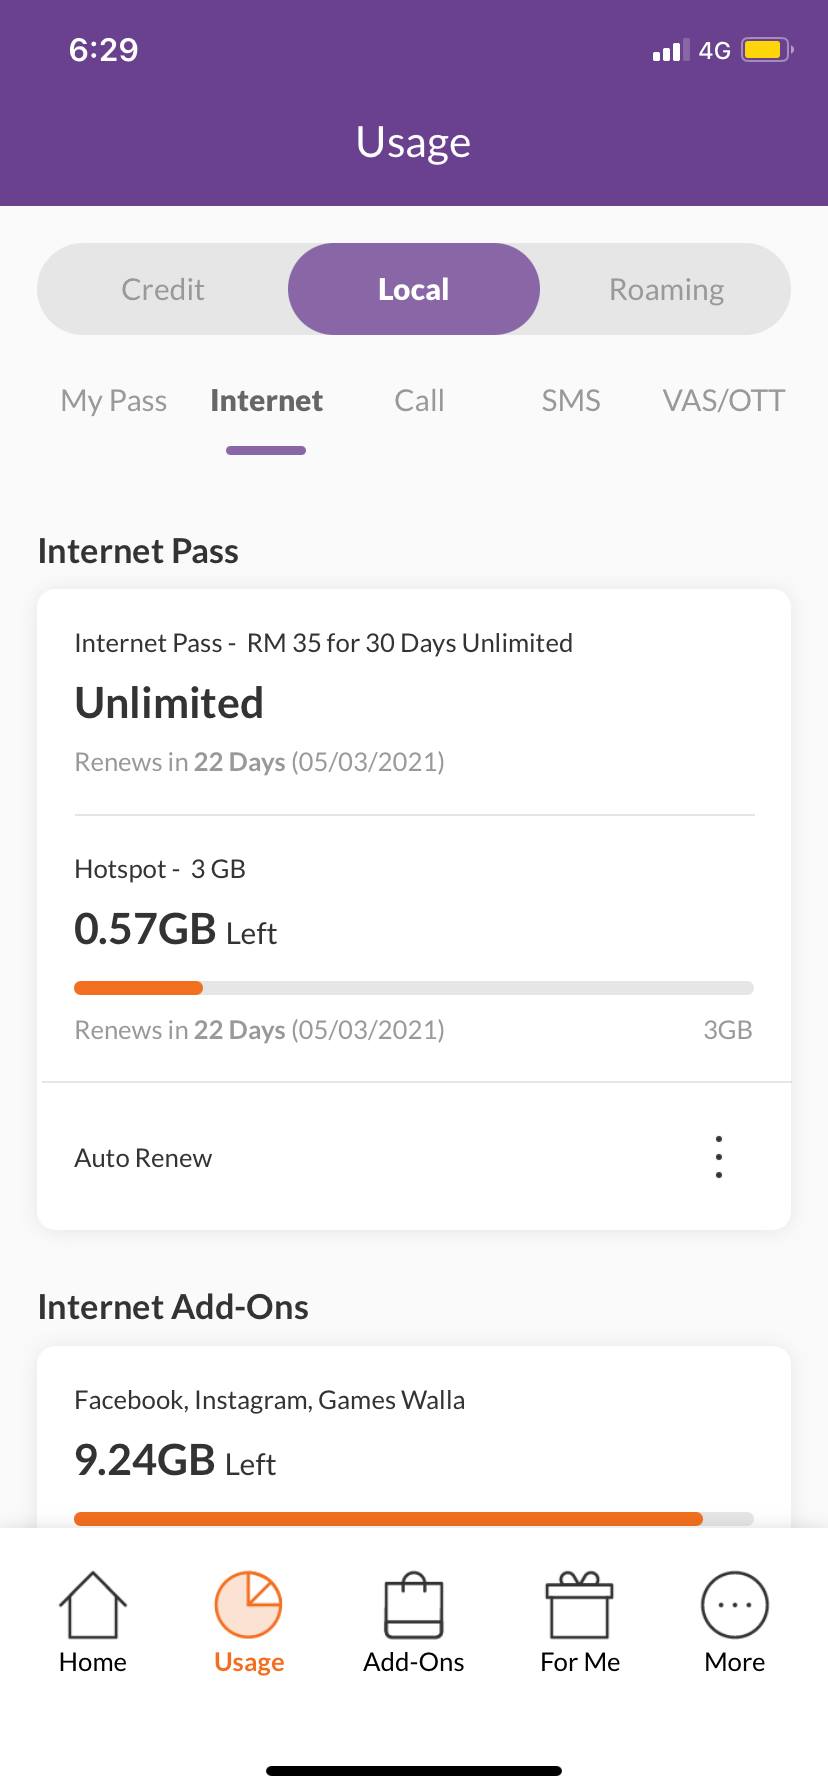 6:29
4G
Usage
Credit Local Roaming
My Pass Internet Call SMS VAS/OTT
Internet Pass
Internet Pass - RM 35 for 30 Days Unlimited
Unlimited
Renews in 22 Days (05/03/2021)
Hotspot - 3 GB
0.57GB Left
Renews in 22 Days (05/03/2021) 3GB
Auto Renew
Internet Add-Ons
Facebook, Instagram, Games Walla
9.24GB Left
Home Usage Add-Ons For Me More